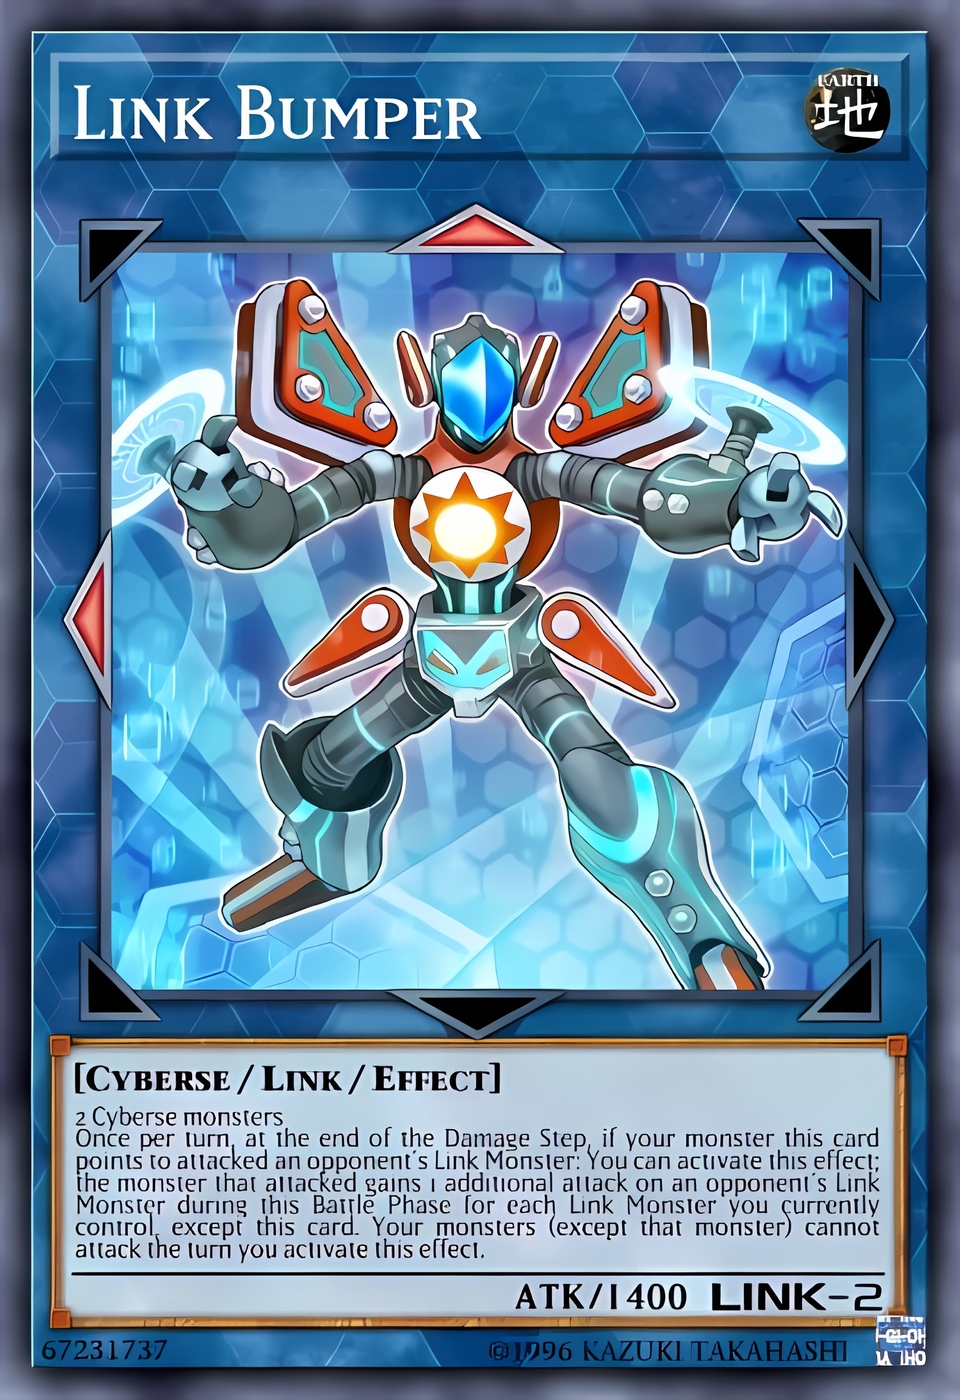 LINK BUMPER
EARTH
地
[CYBERSE / LINK / EFFECT]
2 Cyberse monsters
Once per turn, at the end of the Damage Step, if your monster this card
points to attacked an opponent's Link Monster: You can activate this effect;
the monster that attacked gains 1 additional attack on an opponent's Link
Monster during this Battle Phase for each Link Monster you currently
control, except this card. Your monsters (except that monster) cannot
attack the turn you activate this effect.
ATK/1400 LINK-2
67231737 ©1996 KAZUKI TAKAHASHI